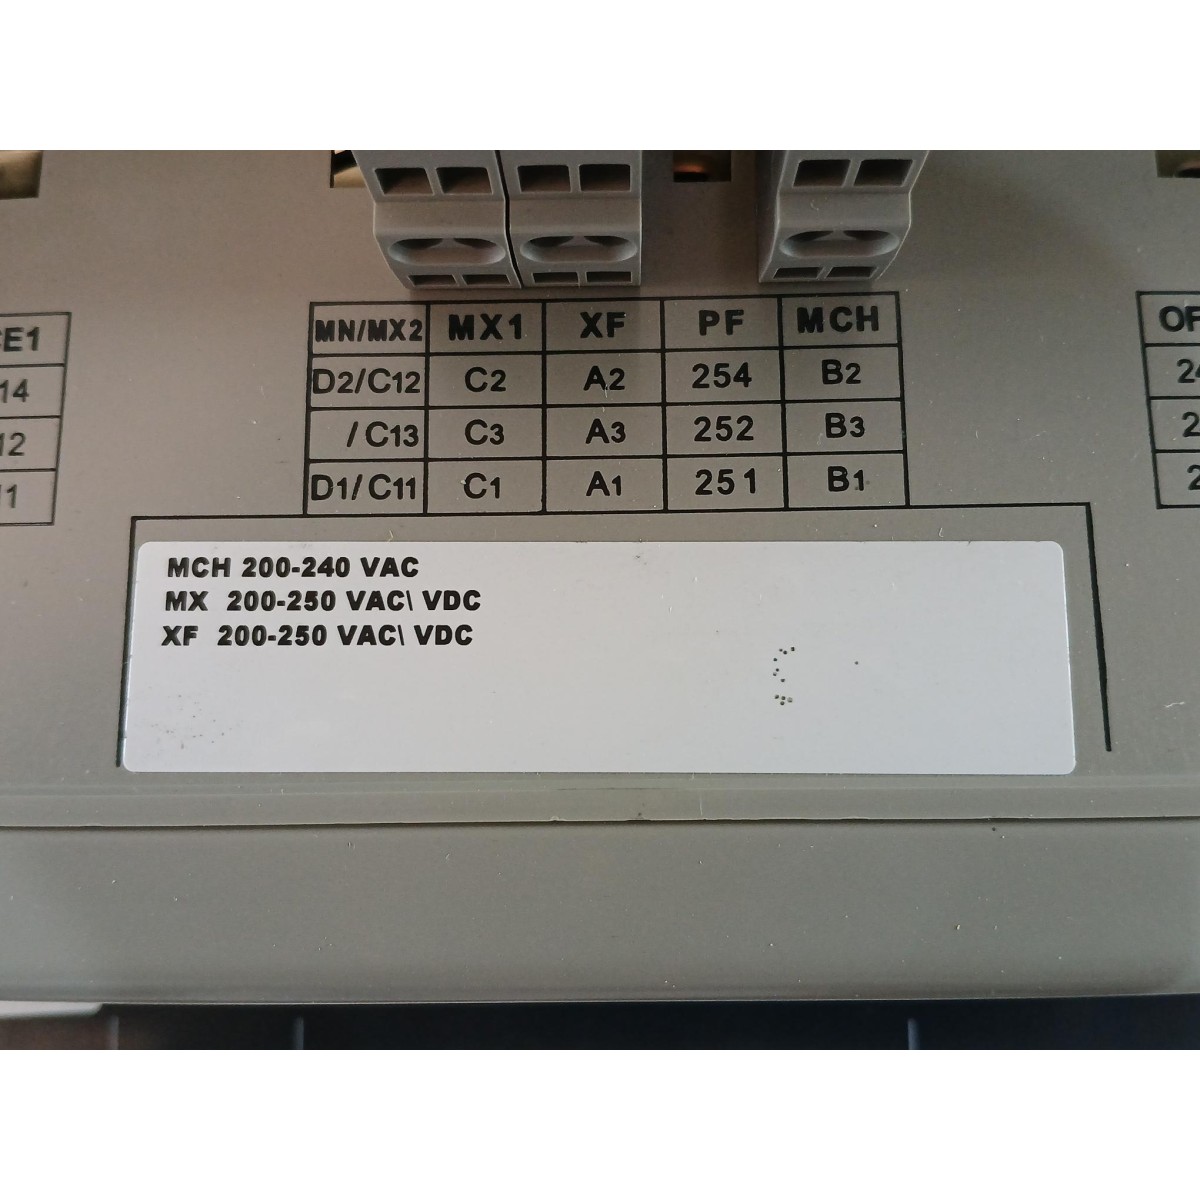 MN/MX2 MX1 XF PF MCH
D2/C12 C2 A2 254 B2
/C13 C3 A3 252 B3
D1/C11 C1 A1 251 B1
E1
14
12
OF
MCH 200-240 VAC
MX 200-250 VAC\ VDC
XF 200-250 VAC\ VDC